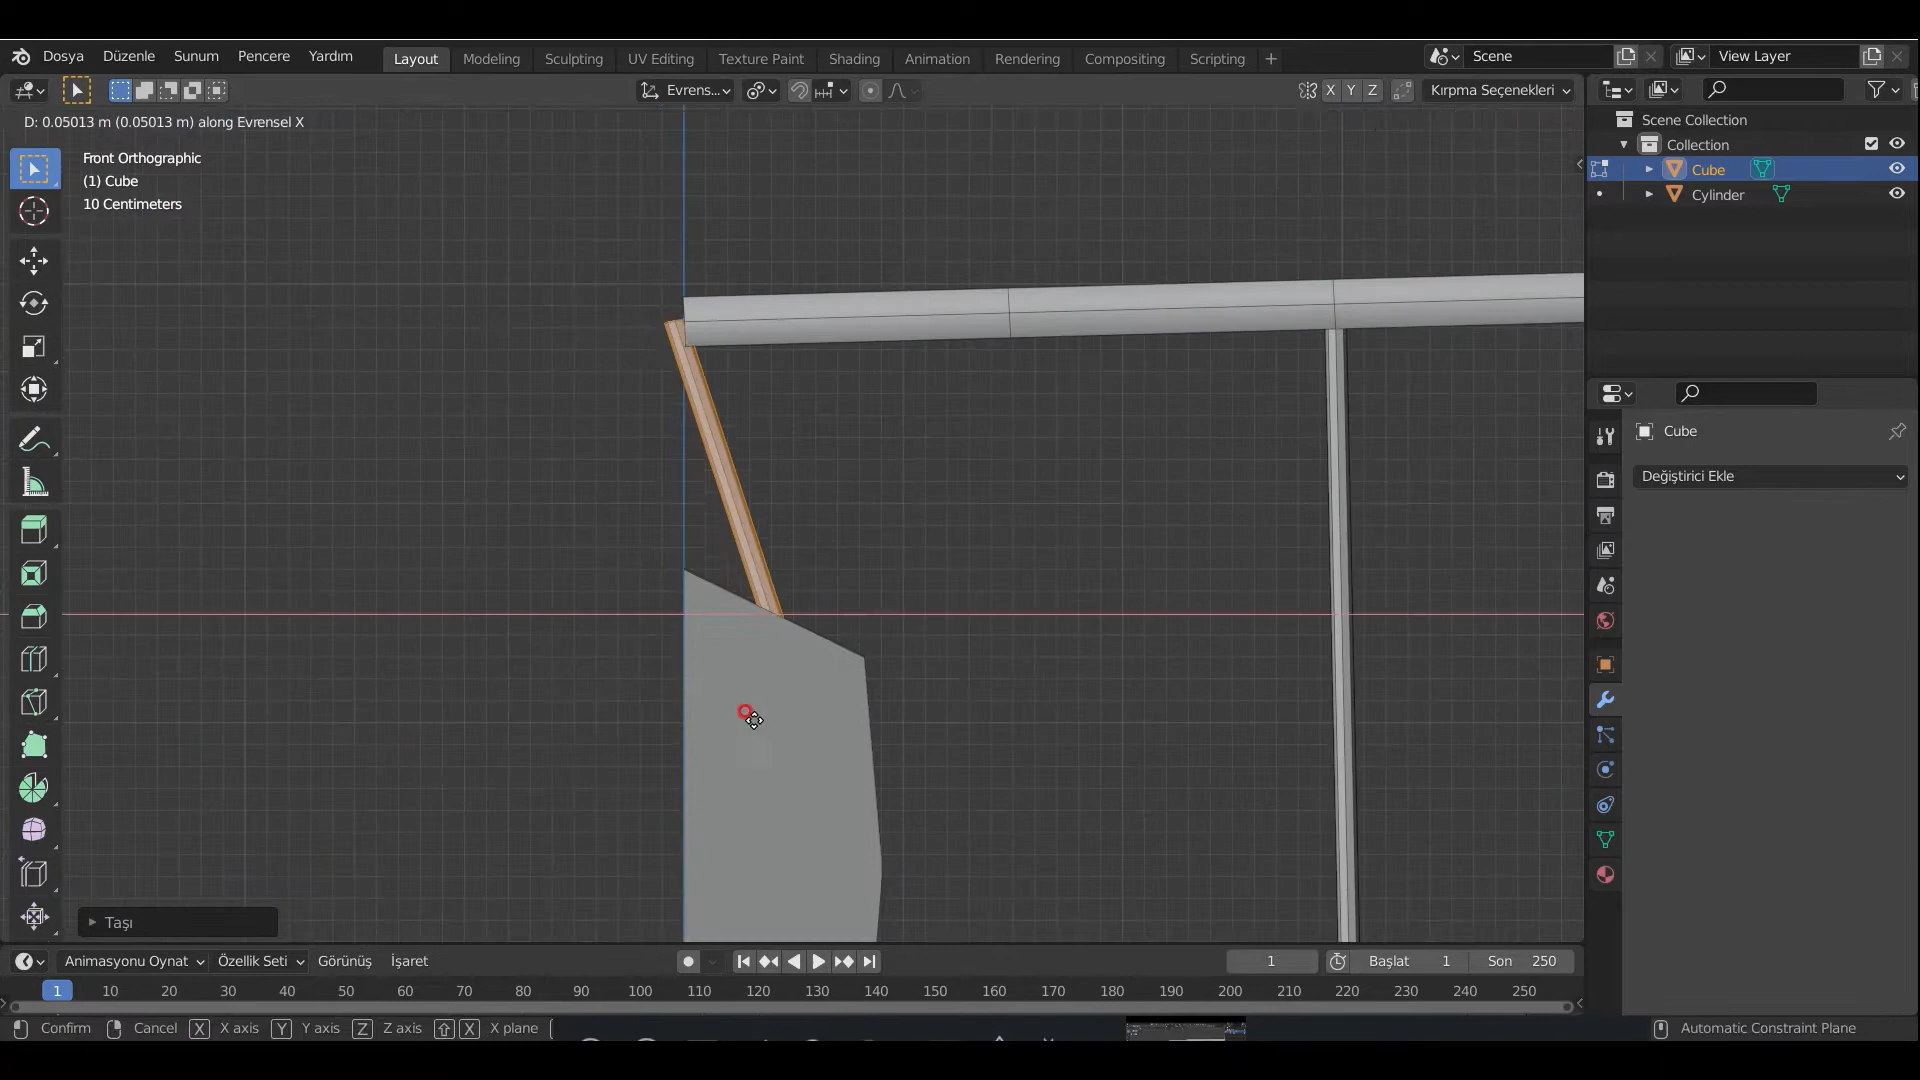 Dosya Düzenle Sunum Pencere Yardım Layout Modeling Sculpting UV Editing Texture Paint Shading Animation Rendering Compositing Scripting + Scene View Layer
Evrens... X Y Z Kırpma Seçenekleri
D: 0.05013 m (0.05013 m) along Evrensel X
Front Orthographic
(1) Cube
10 Centimeters
Scene Collection
Collection
Cube
Cylinder
Cube
Değiştirici Ekle
Taşı
Animasyonu Oynat Özellik Seti Görünüş İşaret 1 Başlat 1 Son 250
1 10 20 30 40 50 60 70 80 90 100 110 120 130 140 150 160 170 180 190 200 210 220 230 240 250
Confirm Cancel X X axis Y Y axis Z Z axis X X plane Automatic Constraint Plane